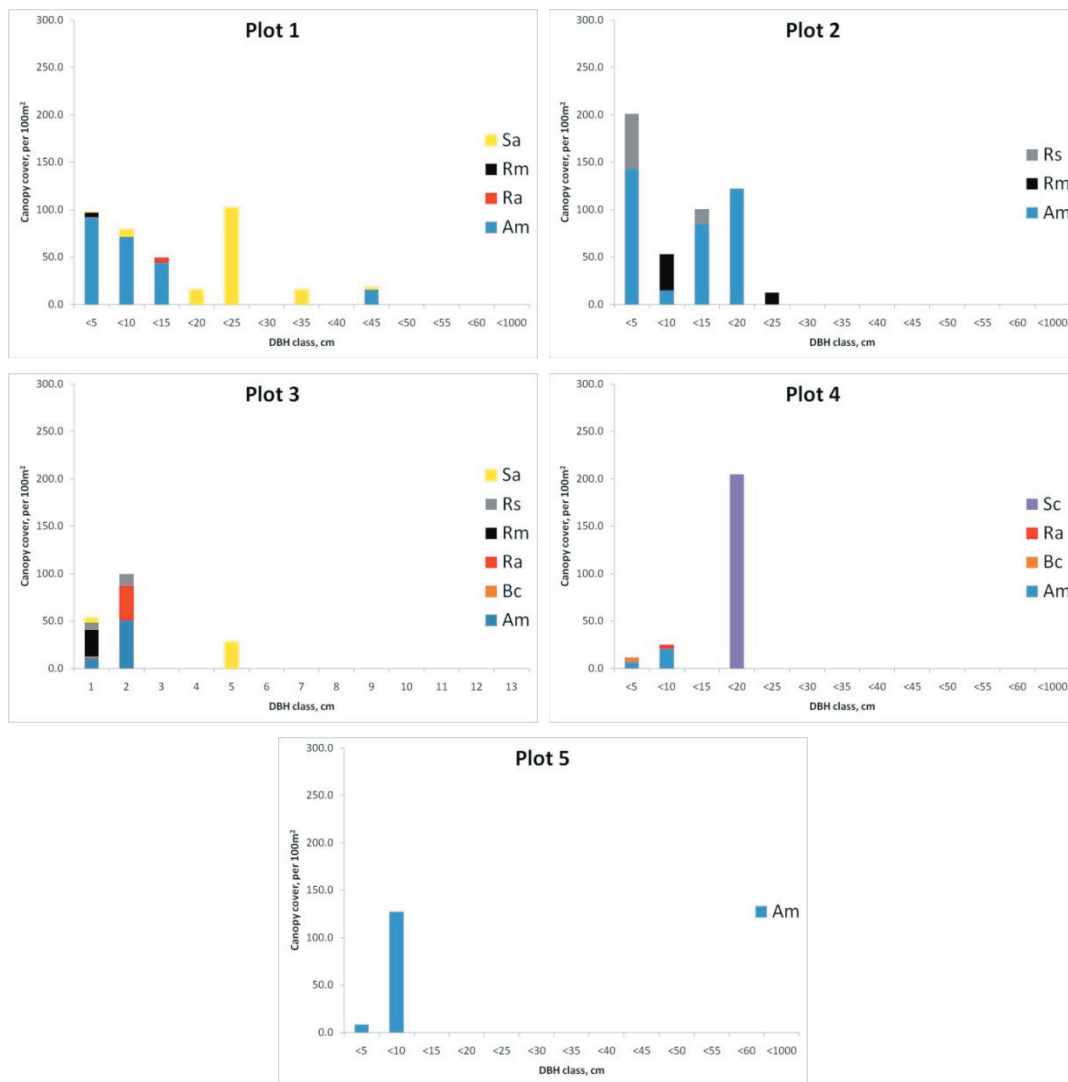 Plot 1
Canopy cover, per 100m²
300.0
250.0
200.0
150.0
100.0
50.0
0.0
<5 <10 <15 <20 <25 <30 <35 <40 <45 <50 <55 <60 <1000
DBH class, cm
Sa
Rm
Ra
Am
Plot 2
Canopy cover, per 100m²
300.0
250.0
200.0
150.0
100.0
50.0
0.0
<5 <10 <15 <20 <25 <30 <35 <40 <45 <50 <55 <60 <1000
DBH class, cm
Rs
Rm
Am
Plot 3
Canopy cover, per 100m²
300.0
250.0
200.0
150.0
100.0
50.0
0.0
1 2 3 4 5 6 7 8 9 10 11 12 13
DBH class, cm
Sa
Rs
Rm
Ra
Bc
Am
Plot 4
Canopy cover, per 100m²
300.0
250.0
200.0
150.0
100.0
50.0
0.0
<5 <10 <15 <20 <25 <30 <35 <40 <45 <50 <55 <60 <1000
DBH class, cm
Sc
Ra
Bc
Am
Plot 5
Canopy cover, per 100m²
300.0
250.0
200.0
150.0
100.0
50.0
0.0
<5 <10 <15 <20 <25 <30 <35 <40 <45 <50 <55 <60 <1000
DBH class, cm
Am